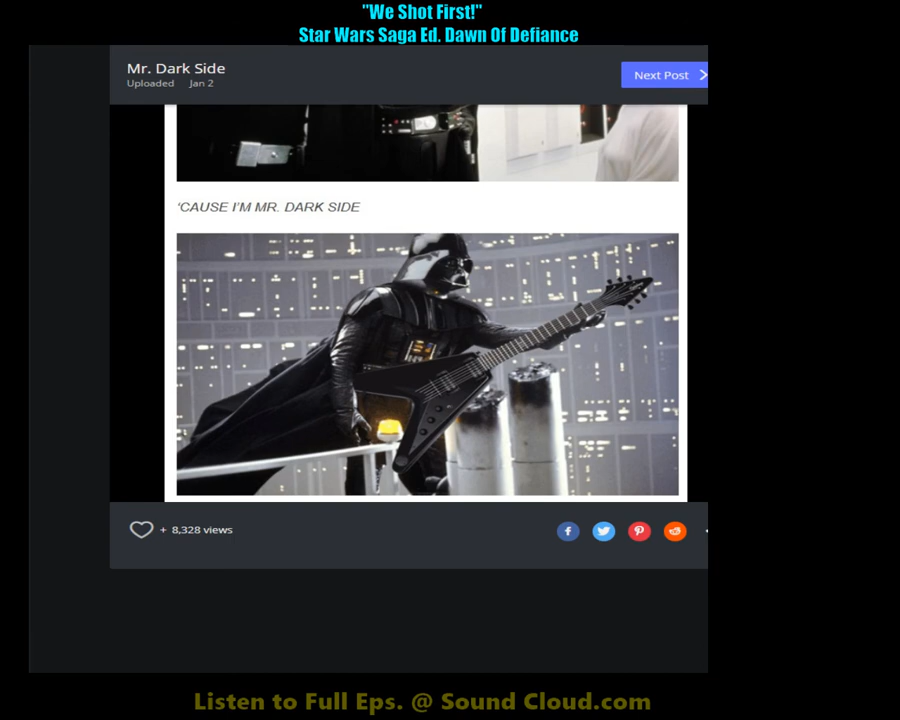 "We Shot First!"
Star Wars Saga Ed. Dawn Of Defiance
Mr. Dark Side
Uploaded Jan 2
Next Post
‘CAUSE I'M MR. DARK SIDE
+ 8,328 views
Listen to Full Eps. @ Sound Cloud.com